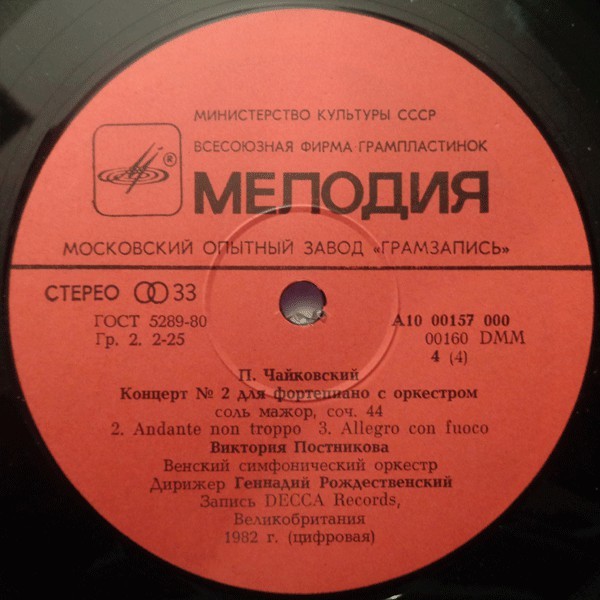 МИНИСТЕРСТВО КУЛЬТУРЫ СССР
ВСЕСОЮЗНАЯ ФИРМА ГРАМПЛАСТИНОК
®
МЕЛОДИЯ
МОСКОВСКИЙ ОПЫТНЫЙ ЗАВОД «ГРАМЗАПИСЬ»
СТЕРЕО 33
ГОСТ 5289-80 А10 00157 000
Гр. 2. 2-25 00160 DMM
4 (4)
П. Чайковский
Концерт № 2 для фортепиано с оркестром
соль мажор, соч. 44
2. Andante non troppo 3. Allegro con fuoco
Виктория Постникова
Венский симфонический оркестр
Дирижер Геннадий Рождественский
Запись DECCA Records,
Великобритания
1982 г. (цифровая)